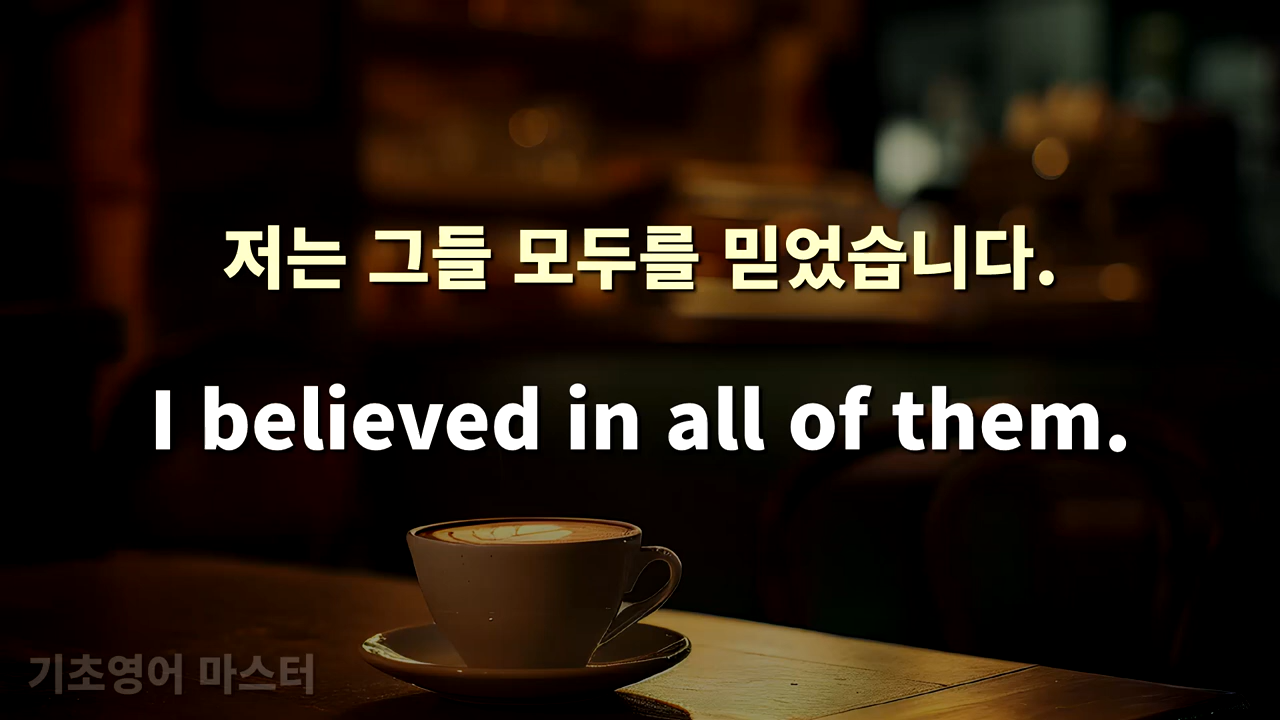 저는 그들 모두를 믿었습니다.
I believed in all of them.
기초영어 마스터